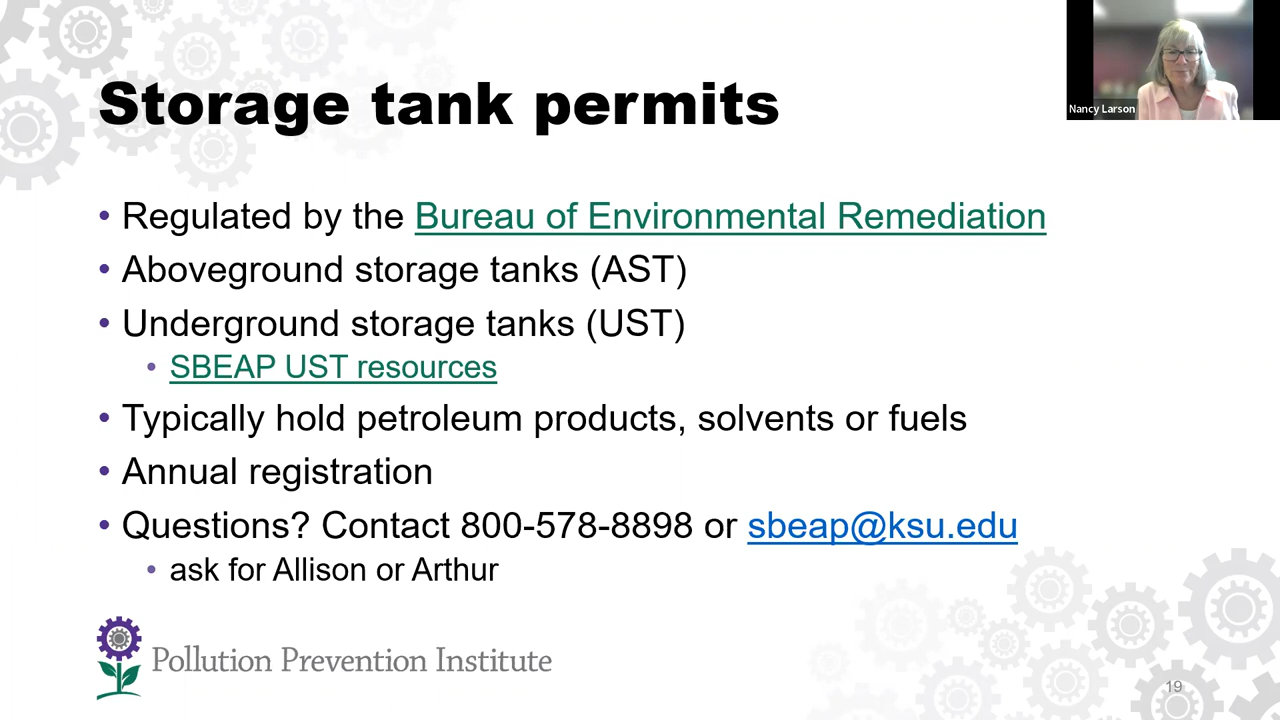 Storage tank permits
Nancy Larson
• Regulated by the Bureau of Environmental Remediation
• Aboveground storage tanks (AST)
• Underground storage tanks (UST)
• SBEAP UST resources
• Typically hold petroleum products, solvents or fuels
• Annual registration
• Questions? Contact 800-578-8898 or sbeap@ksu.edu
• ask for Allison or Arthur
Pollution Prevention Institute
19